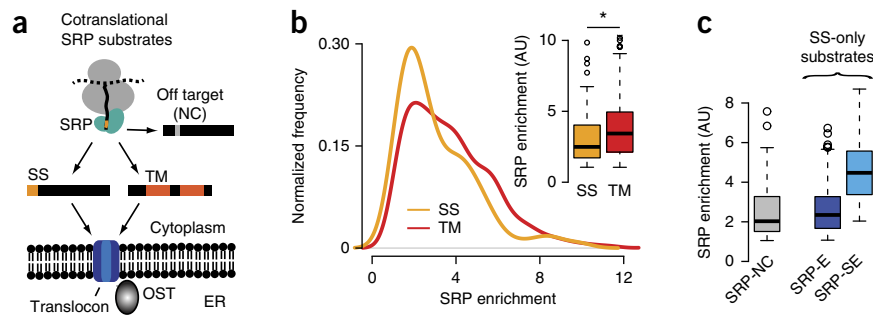 a
Cotranslational
SRP substrates
Off target
(NC)
SRP
SS
TM
Cytoplasm
Translocon
OST
ER
b
Normalized frequency
0.30
0.15
0
SS
TM
0
4
8
12
SRP enrichment
SRP enrichment (AU)
10
5
0
*
SS
TM
c
SS-only
substrates
SRP enrichment (AU)
8
6
4
2
0
SRP-NC
SRP-E
SRP-SE